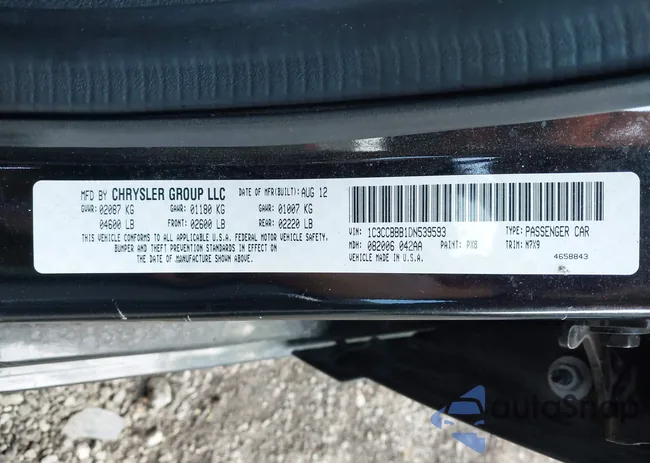 MFD BY CHRYSLER GROUP LLC DATE OF MFR(BUILT): AUG 12
GVWR: 02087 KG GAWR: 01180 KG GAWR: 01007 KG
04600 LB FRONT: 02600 LB REAR: 02220 LB
THIS VEHICLE CONFORMS TO ALL APPLICABLE U.S.A. FEDERAL MOTOR VEHICLE SAFETY,
BUMPER AND THEFT PREVENTION STANDARDS IN EFFECT ON
THE DATE OF MANUFACTURE SHOWN ABOVE.
VIN: 1C3CCBBB1DN539593 TYPE: PASSENGER CAR
MDH: 082006 042AA PAINT: PX8 TRIM: N7X9
VEHICLE MADE IN U.S.A. 4658843
autoSnap